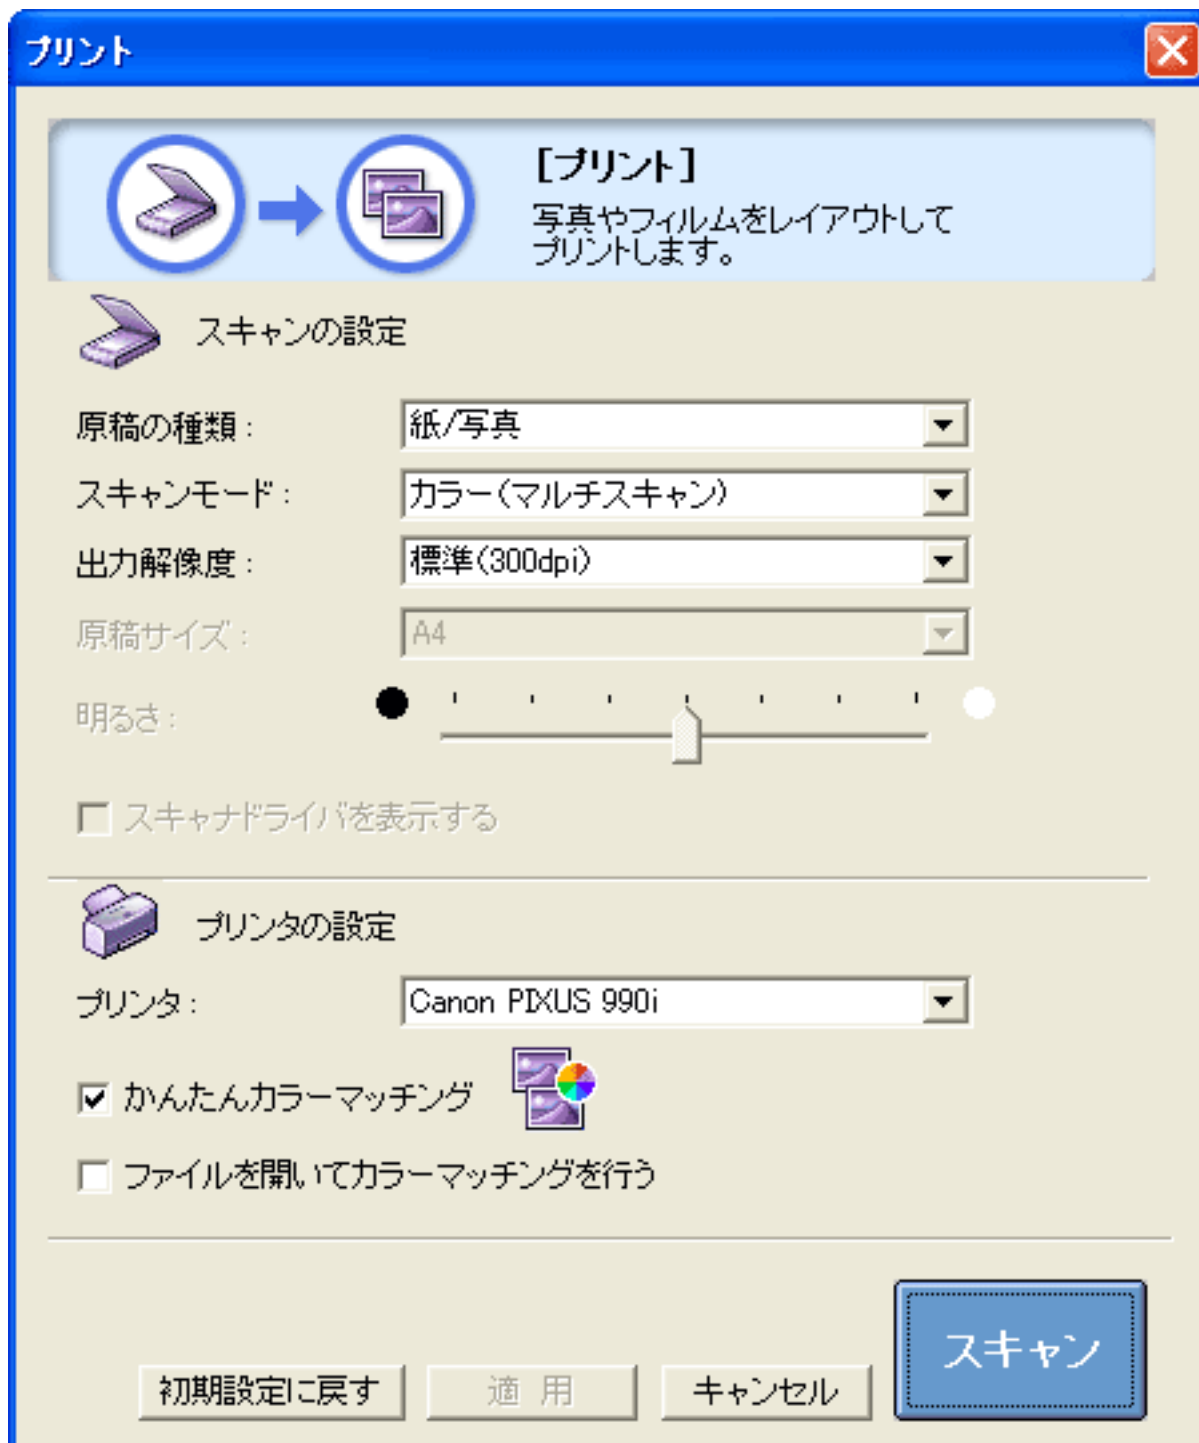 プリント
［プリント］
写真やフィルムをレイアウトして
プリントします。
スキャンの設定
原稿の種類：
紙/写真
スキャンモード：
カラー（マルチスキャン）
出力解像度：
標準（300dpi）
原稿サイズ：
A4
明るさ：
スキャナドライバを表示する
プリンタの設定
プリンタ：
Canon PIXUS 990i
かんたんカラーマッチング
ファイルを開いてカラーマッチングを行う
スキャン
初期設定に戻す
適 用
キャンセル